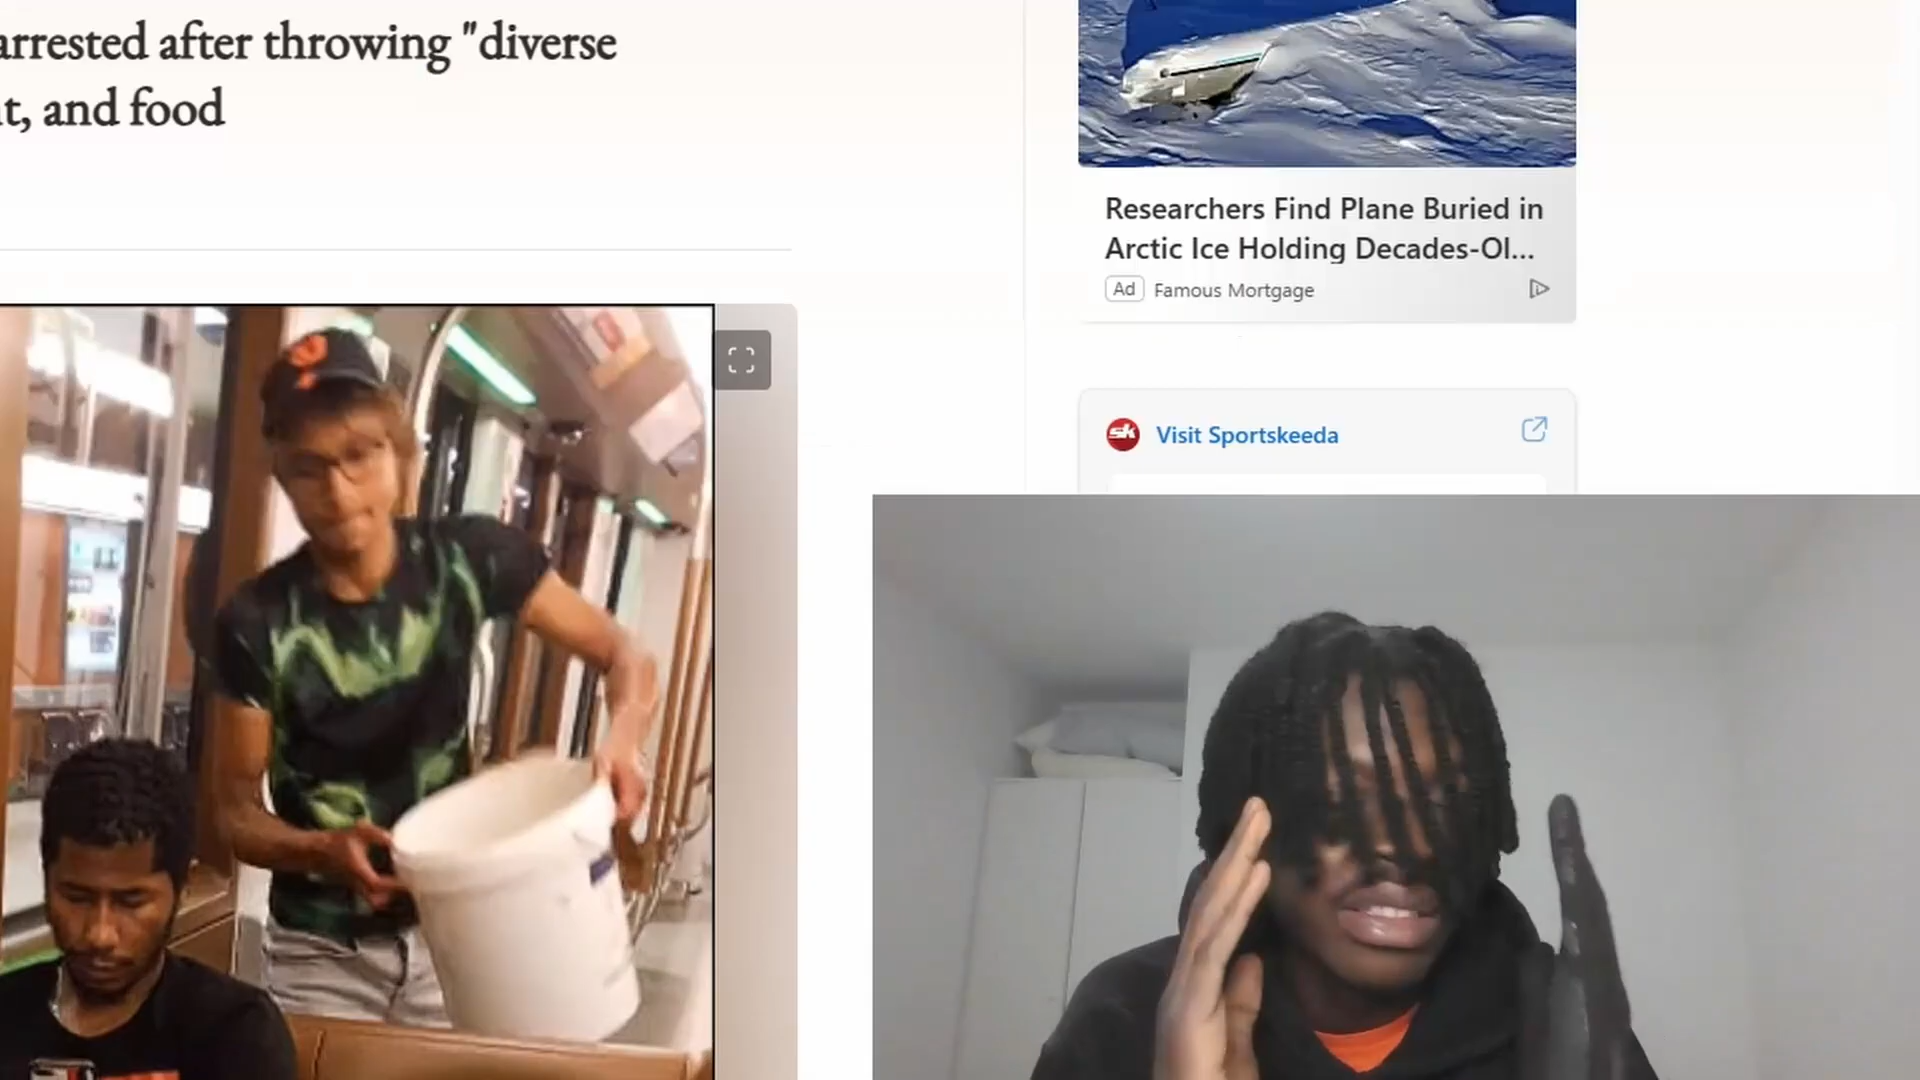 arrested after throwing "diverse
t, and food
Researchers Find Plane Buried in
Arctic Ice Holding Decades-Ol...
Ad Famous Mortgage
sk Visit Sportskeeda